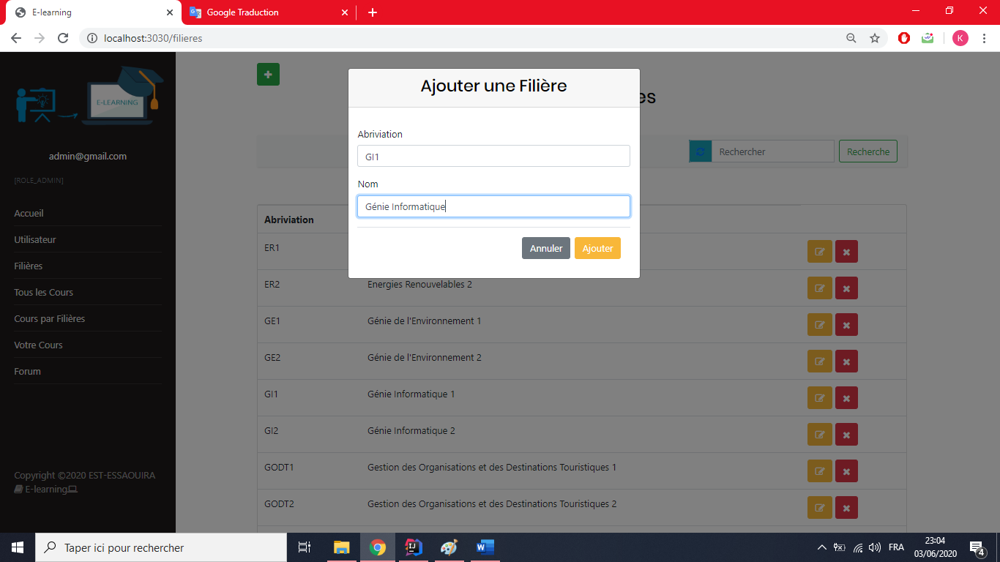 E-learning
Google Traduction
localhost:3030/filieres
K
E-LEARNING
admin@gmail.com
[ROLE_ADMIN]
Accueil
Utilisateur
Filières
Tous les Cours
Cours par Filières
Votre Cours
Forum
Copyright ©2020 EST-ESSAOUIRA
E-learning
es
Rechercher
Recherche
Ajouter une Filière
Abriviation
GI1
Nom
Génie Informatique
Annuler Ajouter
Abriviation
ER1
ER2 Energies Renouvelables 2
GE1 Génie de l'Environnement 1
GE2 Génie de l'Environnement 2
GI1 Génie Informatique 1
GI2 Génie Informatique 2
GODT1 Gestion des Organisations et des Destinations Touristiques 1
GODT2 Gestion des Organisations et des Destinations Touristiques 2
Taper ici pour rechercher
IJ
W
FRA
23:04
03/06/2020
4